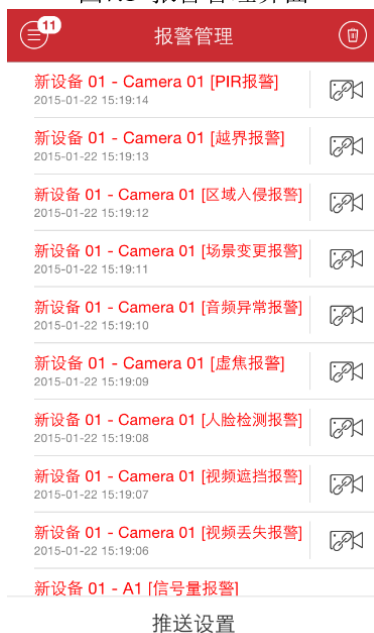 11
报警管理
新设备 01 - Camera 01 [PIR报警]
2015-01-22 15:19:14
新设备 01 - Camera 01 [越界报警]
2015-01-22 15:19:13
新设备 01 - Camera 01 [区域入侵报警]
2015-01-22 15:19:12
新设备 01 - Camera 01 [场景变更报警]
2015-01-22 15:19:11
新设备 01 - Camera 01 [音频异常报警]
2015-01-22 15:19:10
新设备 01 - Camera 01 [虚焦报警]
2015-01-22 15:19:09
新设备 01 - Camera 01 [人脸检测报警]
2015-01-22 15:19:08
新设备 01 - Camera 01 [视频遮挡报警]
2015-01-22 15:19:07
新设备 01 - Camera 01 [视频丢失报警]
2015-01-22 15:19:06
新设备 01 - A1 [信号量报警]
推送设置